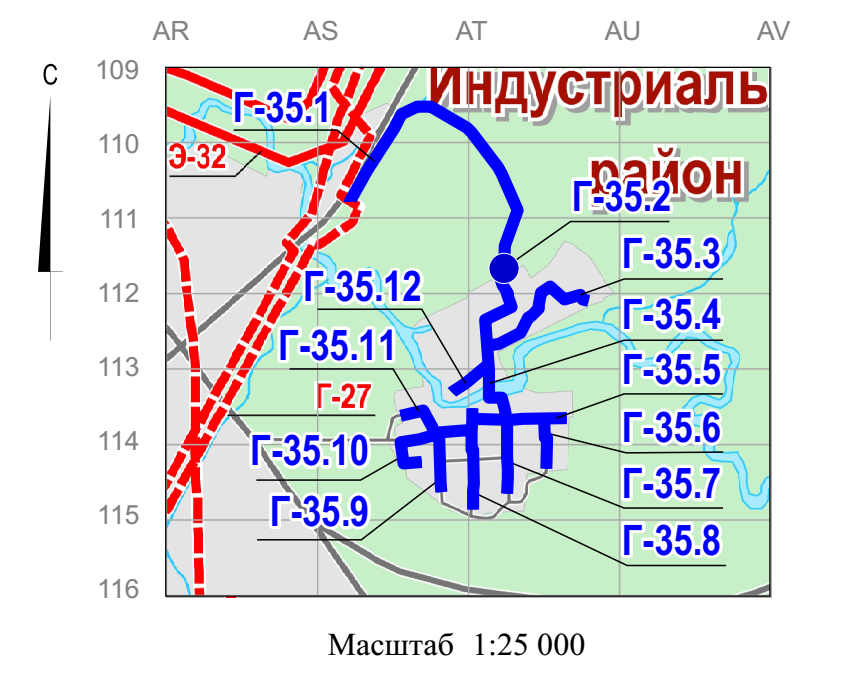 AR AS AT AU AV
С
109
Индустриаль
Г-35.1
110
Э-32
район
Г-35.2
111
Г-35.3
112
Г-35.12
Г-35.4
Г-35.11
113
Г-35.5
Г-27
Г-35.6
114
Г-35.10
Г-35.7
115
Г-35.9
Г-35.8
116
Масштаб 1:25 000